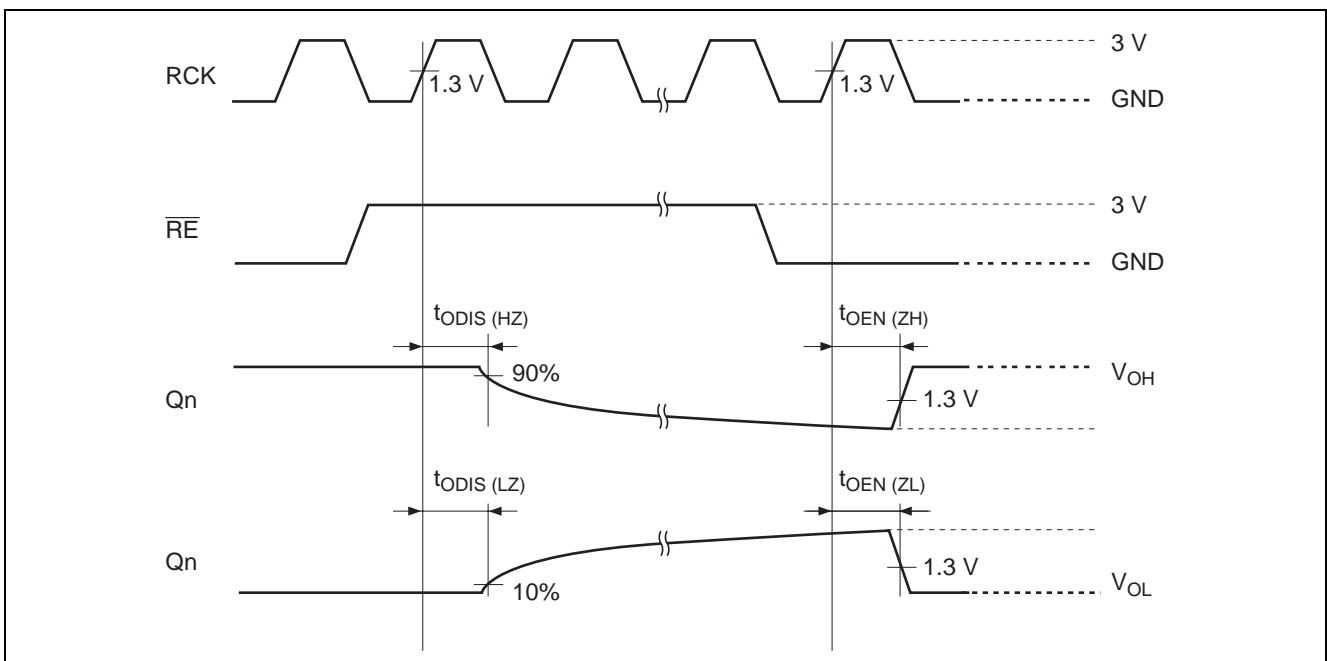 RCK
1.3 V
1.3 V
3 V
GND
RE
3 V
GND
tODIS (HZ)
tOEN (ZH)
Qn
90%
1.3 V
VOH
tODIS (LZ)
tOEN (ZL)
Qn
10%
1.3 V
VOL